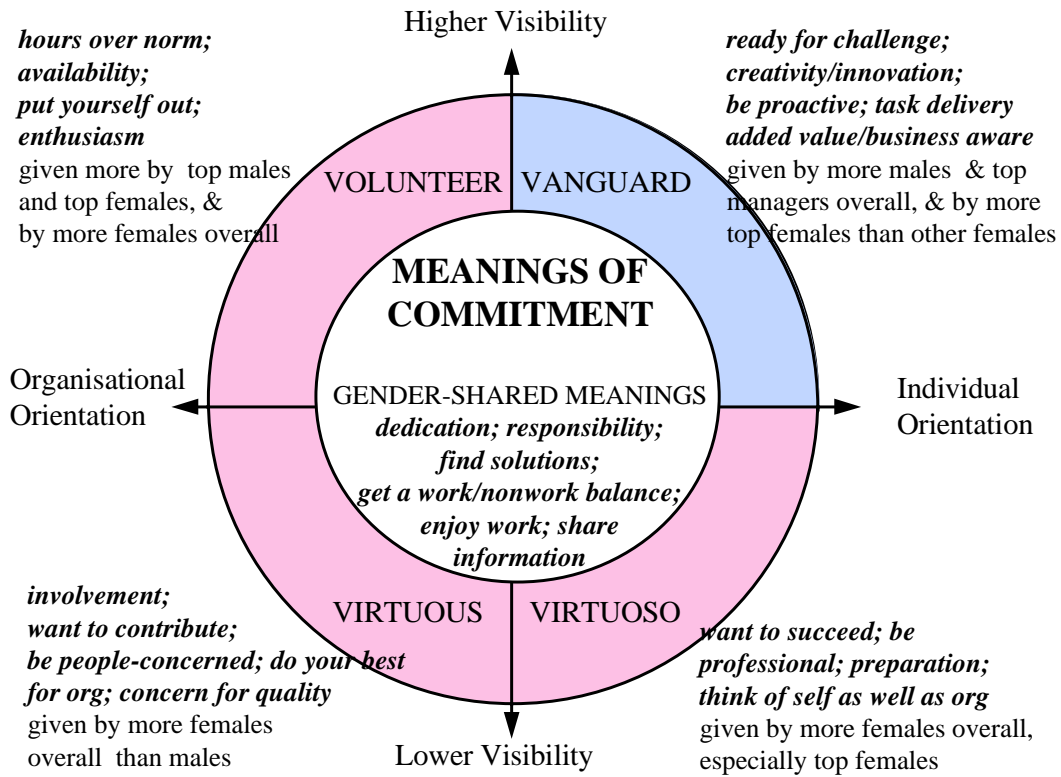 Higher Visibility
hours over norm;
availability;
put yourself out;
enthusiasm
given more by top males
and top females, &
by more females overall
ready for challenge;
creativity/innovation;
be proactive; task delivery
added value/business aware
given by more males & top
managers overall, & by more
top females than other females
VOLUNTEER
VANGUARD
MEANINGS OF
COMMITMENT
Organisational
Orientation
GENDER-SHARED MEANINGS
dedication; responsibility;
find solutions;
get a work/nonwork balance;
enjoy work; share
information
Individual
Orientation
VIRTUOUS
VIRTUOSO
involvement;
want to contribute;
be people-concerned; do your best
for org; concern for quality
given by more females
overall than males
want to succeed; be
professional; preparation;
think of self as well as org
given by more females overall,
especially top females
Lower Visibility